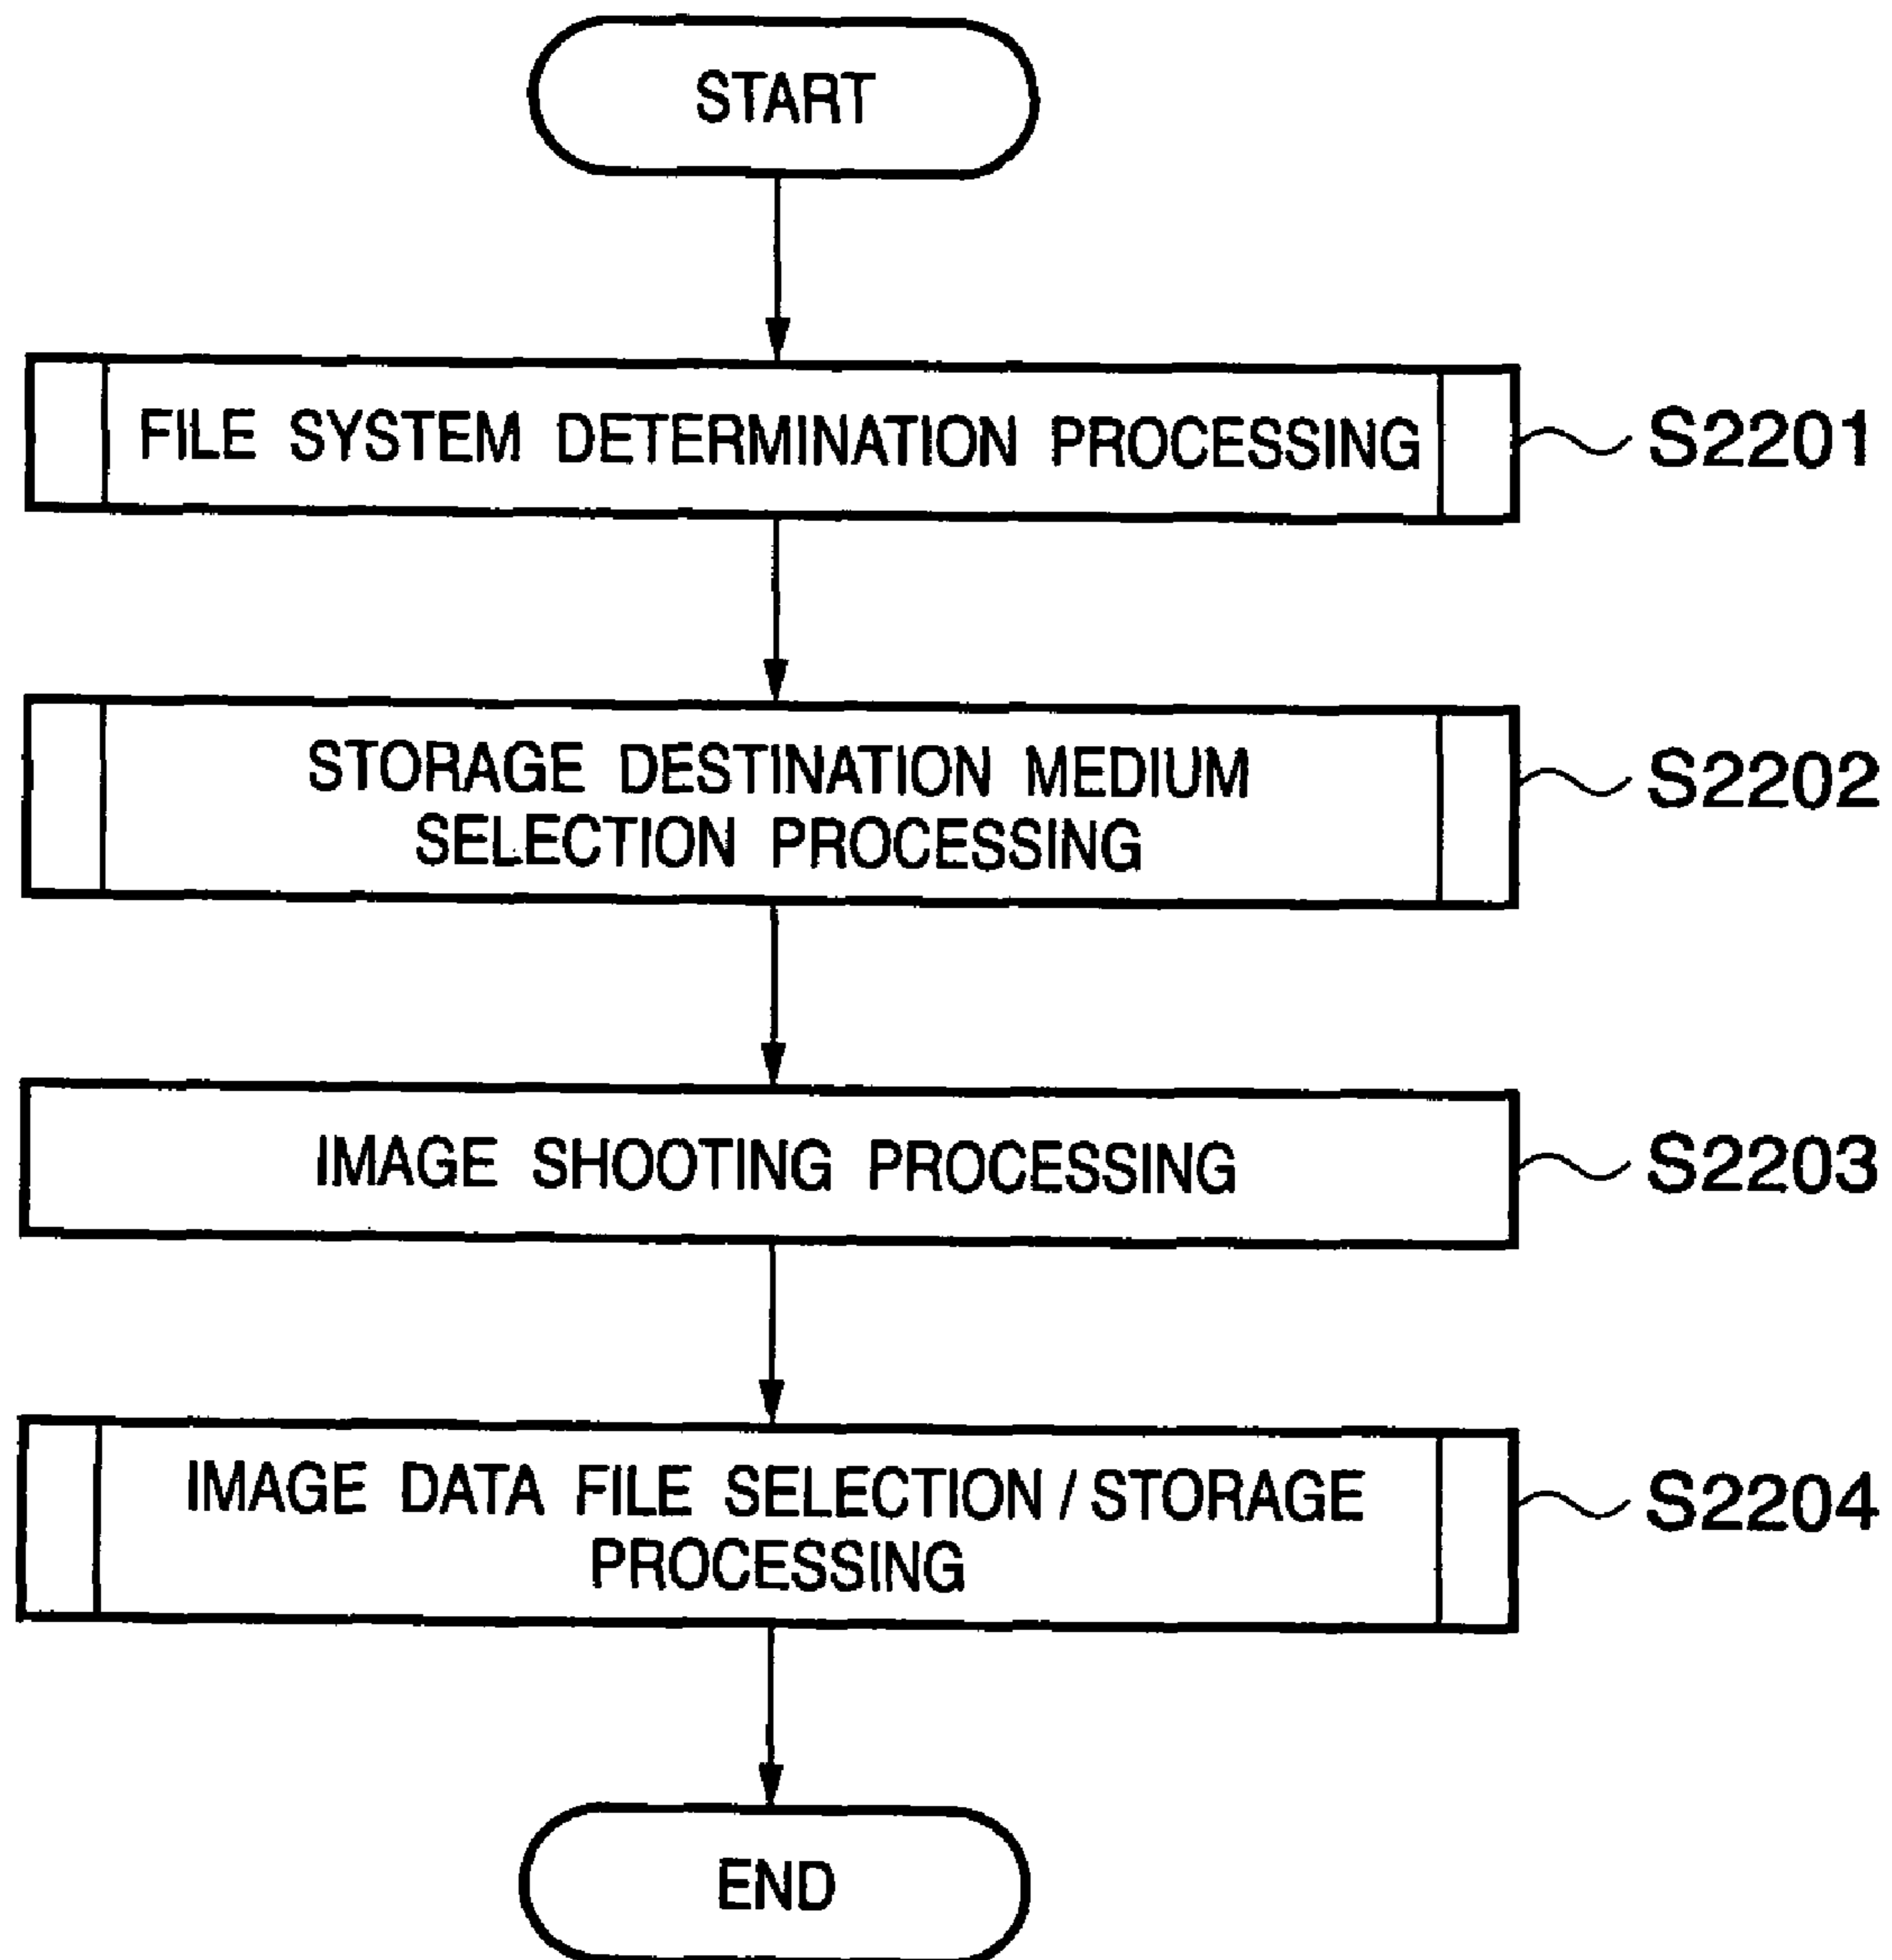 START
FILE SYSTEM DETERMINATION PROCESSING
S2201
STORAGE DESTINATION MEDIUM
SELECTION PROCESSING
S2202
IMAGE SHOOTING PROCESSING
S2203
IMAGE DATA FILE SELECTION / STORAGE
PROCESSING
S2204
END